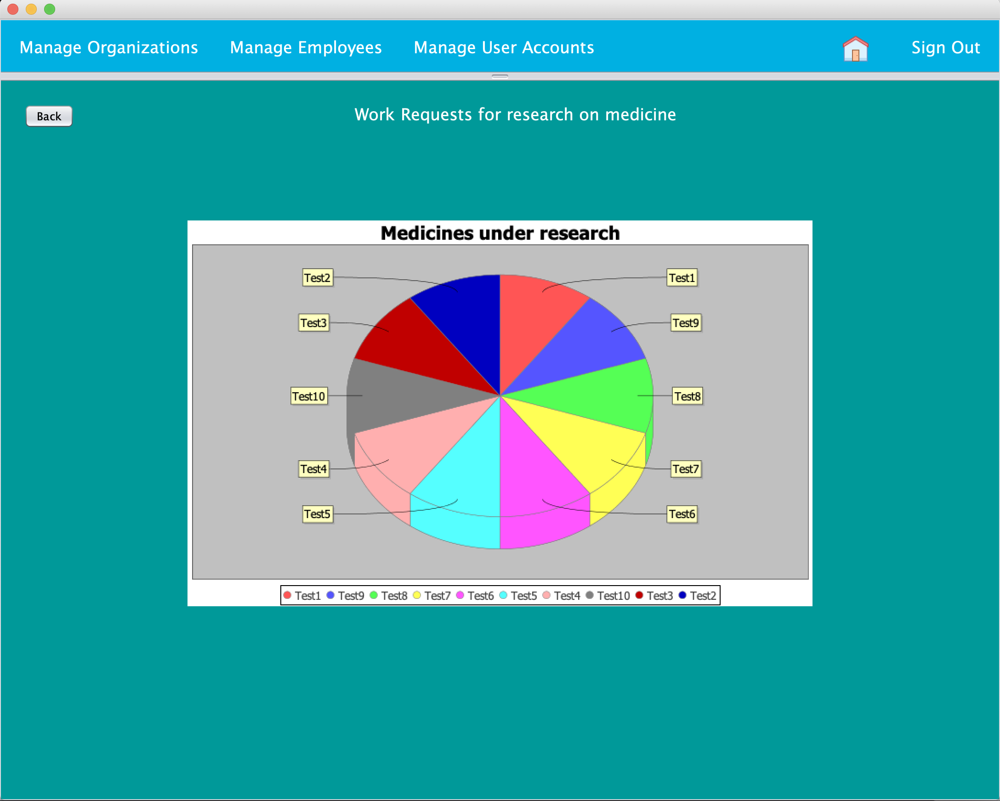 Manage Organizations Manage Employees Manage User Accounts Sign Out
Back Work Requests for research on medicine
Medicines under research
Test2 Test1
Test3 Test9
Test10 Test8
Test4 Test7
Test5 Test6
Test1 Test9 Test8 Test7 Test6 Test5 Test4 Test10 Test3 Test2